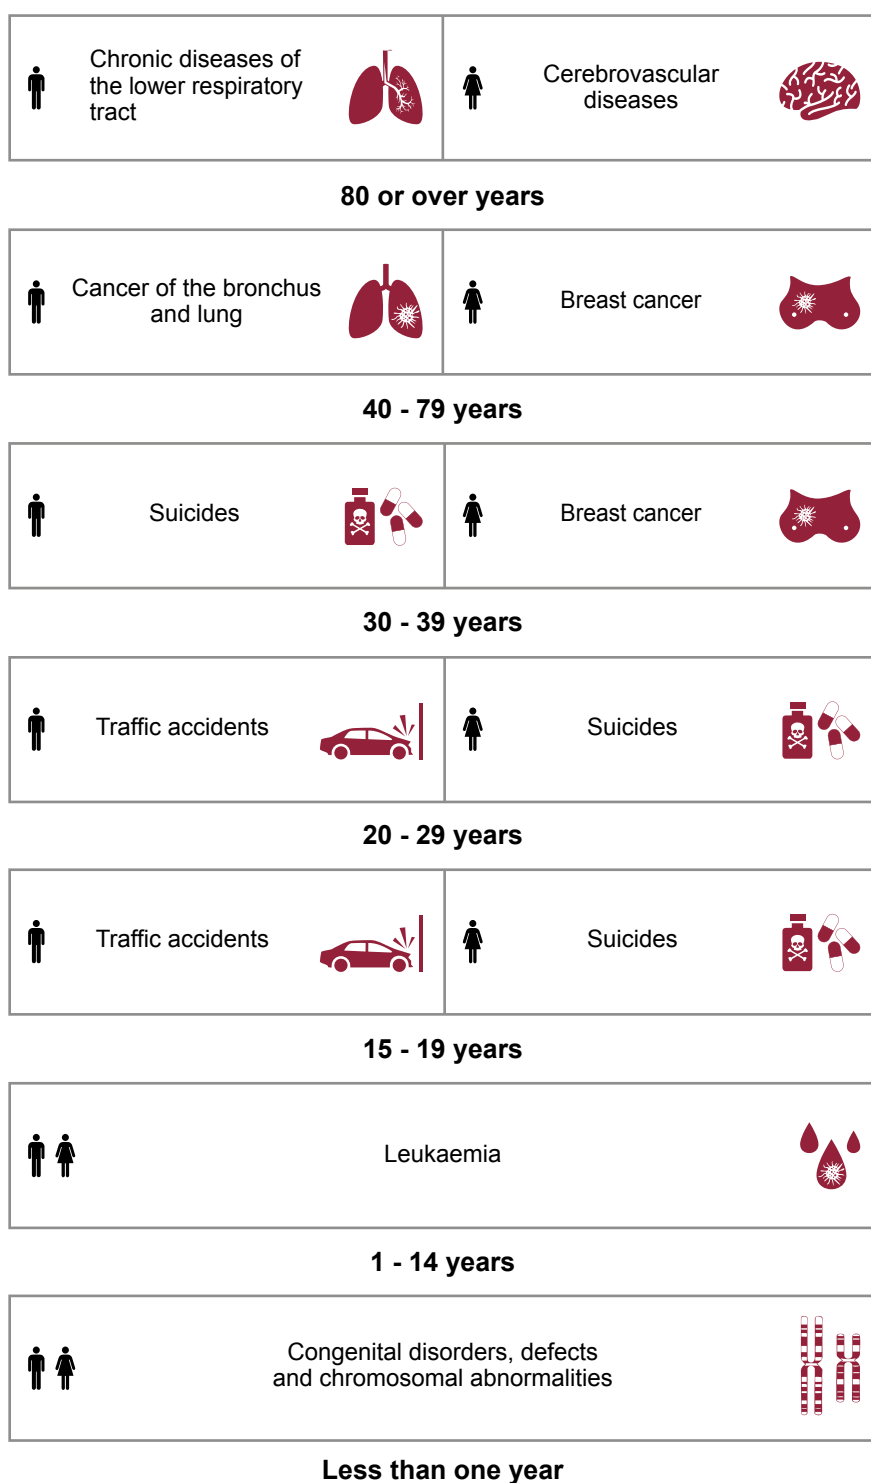 Chronic diseases of
the lower respiratory
tract
Cerebrovascular
diseases
80 or over years
Cancer of the bronchus
and lung
Breast cancer
40 - 79 years
Suicides
Breast cancer
30 - 39 years
Traffic accidents
Suicides
20 - 29 years
Traffic accidents
Suicides
15 - 19 years
Leukaemia
1 - 14 years
Congenital disorders, defects
and chromosomal abnormalities
Less than one year